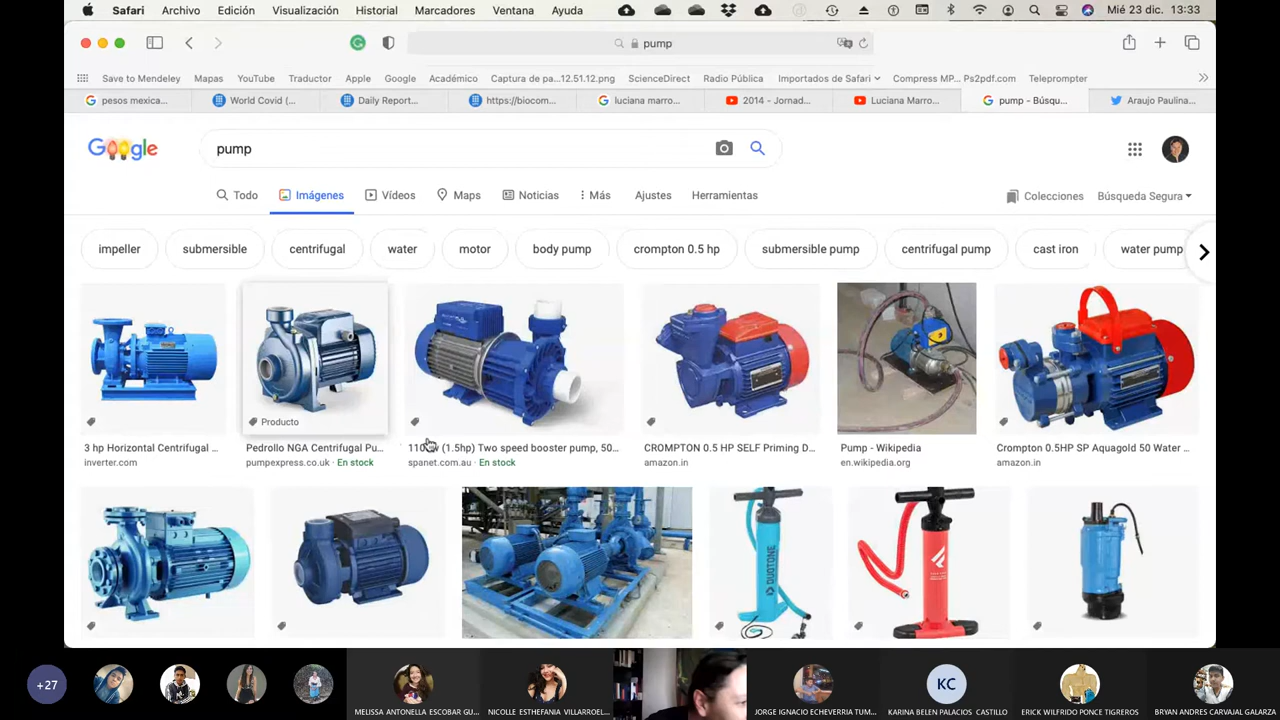 Safari Archivo Edición Visualización Historial Marcadores Ventana Ayuda Mié 23 dic. 13:33
pump
Save to Mendeley Mapas YouTube Traductor Apple Google Académico Captura de pa...12.51.12.png ScienceDirect Radio Pública Importados de Safari Compress MP... Ps2pdf.com Teleprompter
pesos mexica... World Covid (... Daily Report... https://biocom... luciana marro... 2014 - Jornad... Luciana Marro... pump - Búsqu... Araujo Paulina...
Google pump
Todo Imágenes Vídeos Maps Noticias Más Ajustes Herramientas Colecciones Búsqueda Segura
impeller submersible centrifugal water motor body pump crompton 0.5 hp submersible pump centrifugal pump cast iron water pump
Producto
3 hp Horizontal Centrifugal ... Pedrollo NGA Centrifugal Pu... (1.5hp) Two speed booster pump, 50... CROMPTON 0.5 HP SELF Priming D... Pump - Wikipedia Crompton 0.5HP SP Aquagold 50 Water ...
inverter.com pumpexpress.co.uk · En stock spanet.com.au · En stock amazon.in en.wikipedia.org amazon.in
DUOTONE
+27 MELISSA ANTONELLA ESCOBAR GU... NICOLLE ESTHEFANIA VILLARROEL... JORGE IGNACIO ECHEVERRIA TUM... KC KARINA BELEN PALACIOS CASTILLO ERICK WILFRIDO PONCE TIGREROS BRYAN ANDRES CARVAJAL GALARZA